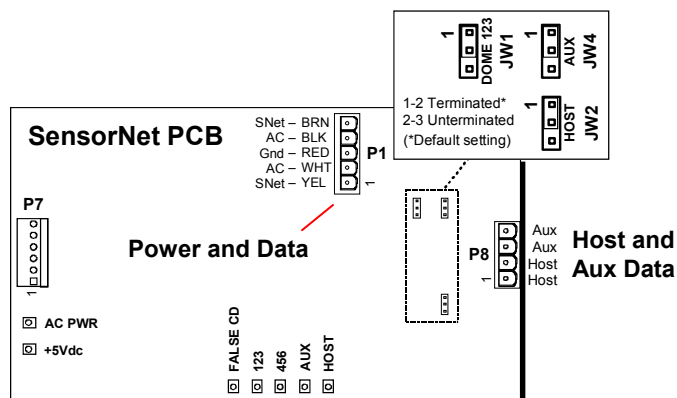 1
DOME 123
JW1
1
AUX
JW4
1-2 Terminated*
2-3 Unterminated
(*Default setting)
1
HOST
JW2
SensorNet PCB
SNet – BRN
AC – BLK
Gnd – RED
AC – WHT
SNet – YEL
P1
1
P7
1
Power and Data
P8
1
Aux
Aux
Host
Host
Host and
Aux Data
AC PWR
+5Vdc
FALSE CD
123
456
AUX
HOST